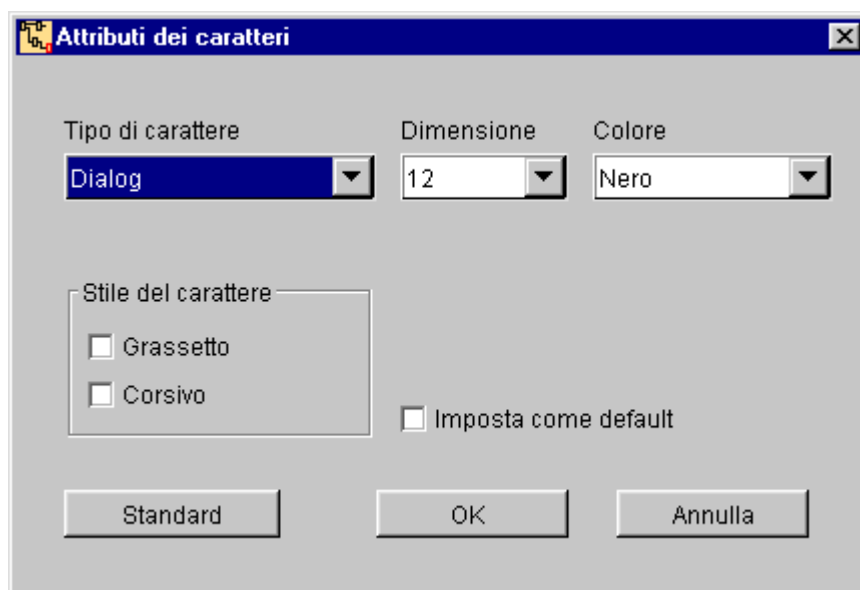 Attributi dei caratteri
Tipo di carattere Dimensione Colore
Dialog 12 Nero
Stile del carattere
Grassetto
Corsivo
Imposta come default
Standard OK Annulla